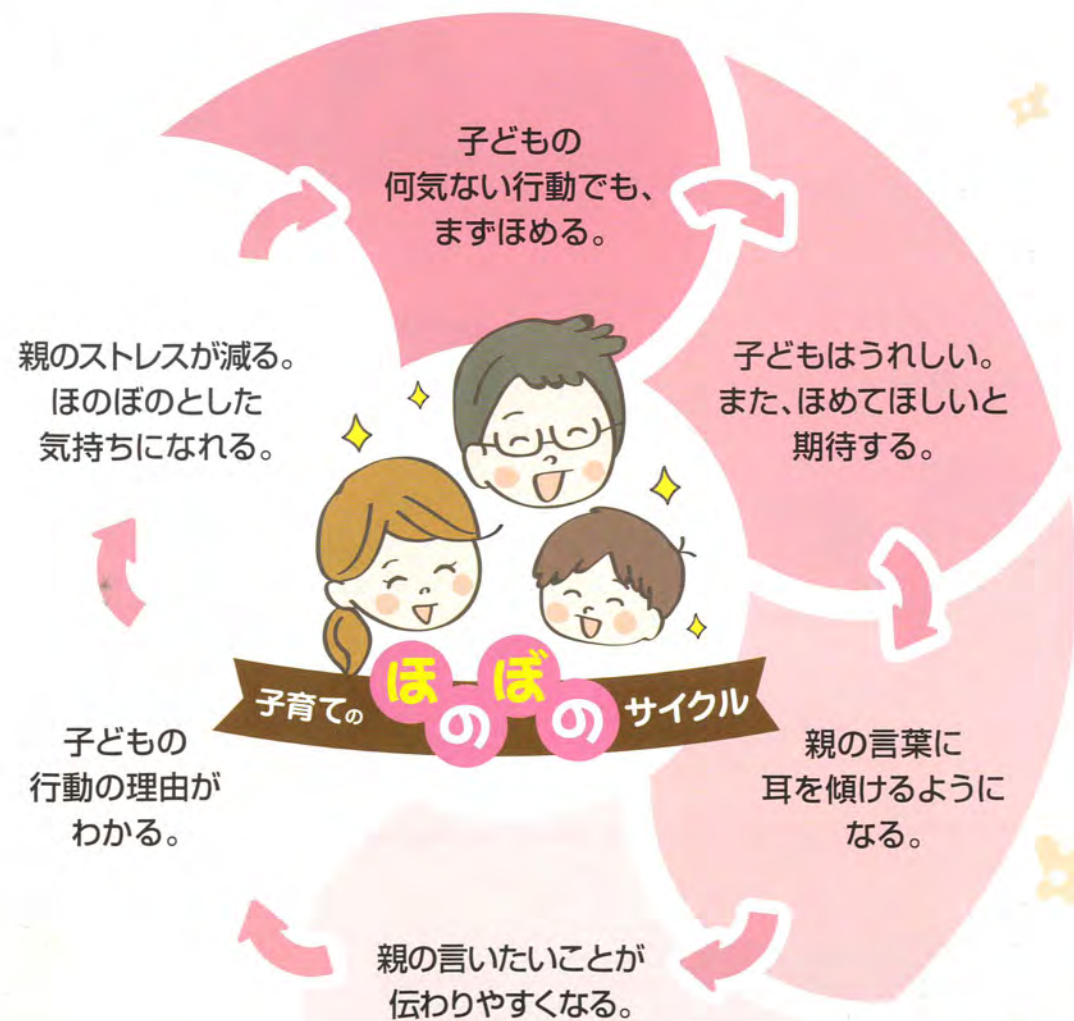 子どもの
何気ない行動でも、
まずほめる。
子どもはうれしい。
また、ほめてほしいと
期待する。
親の言葉に
耳を傾けるように
なる。
親の言いたいことが
伝わりやすくなる。
子どもの
行動の理由が
わかる。
親のストレスが減る。
ほのぼのとした
気持ちになれる。
子育てのほのぼのサイクル